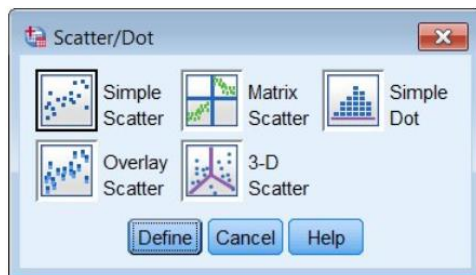 Scatter/Dot
Simple
Scatter
Matrix
Scatter
Simple
Dot
Overlay
Scatter
3-D
Scatter
Define
Cancel
Help